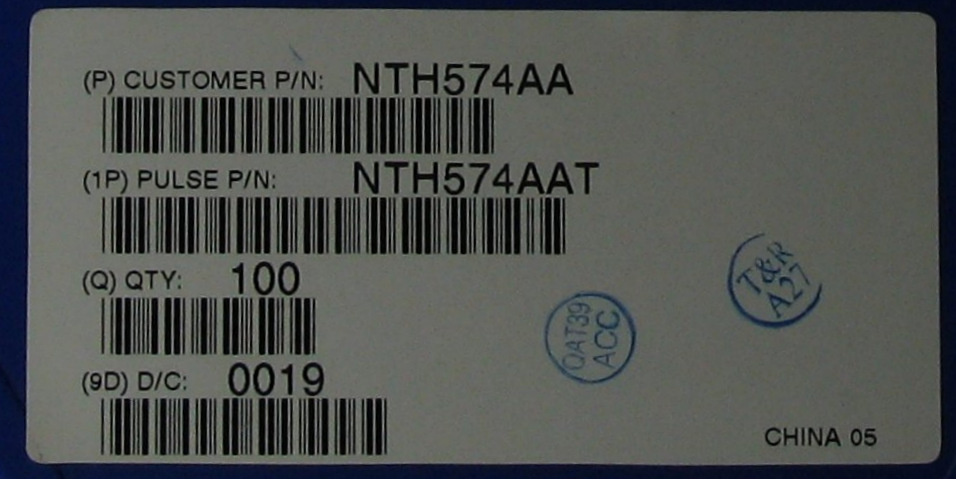 (P) CUSTOMER P/N: NTH574AA
(1P) PULSE P/N: NTH574AAT
(Q) QTY: 100
(9D) D/C: 0019
T&R
A27
QAT39
ACC
CHINA 05